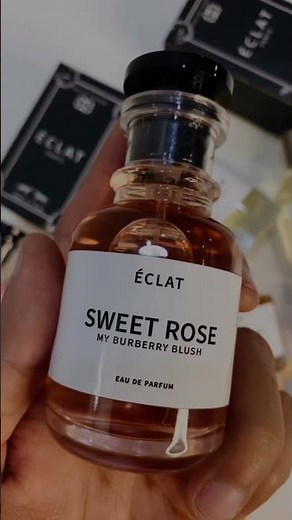 ÉCLAT
ÉCLAT
ÉCLAT
SWEET ROSE
MY BURBERRY BLUSH
EAU DE PARFUM